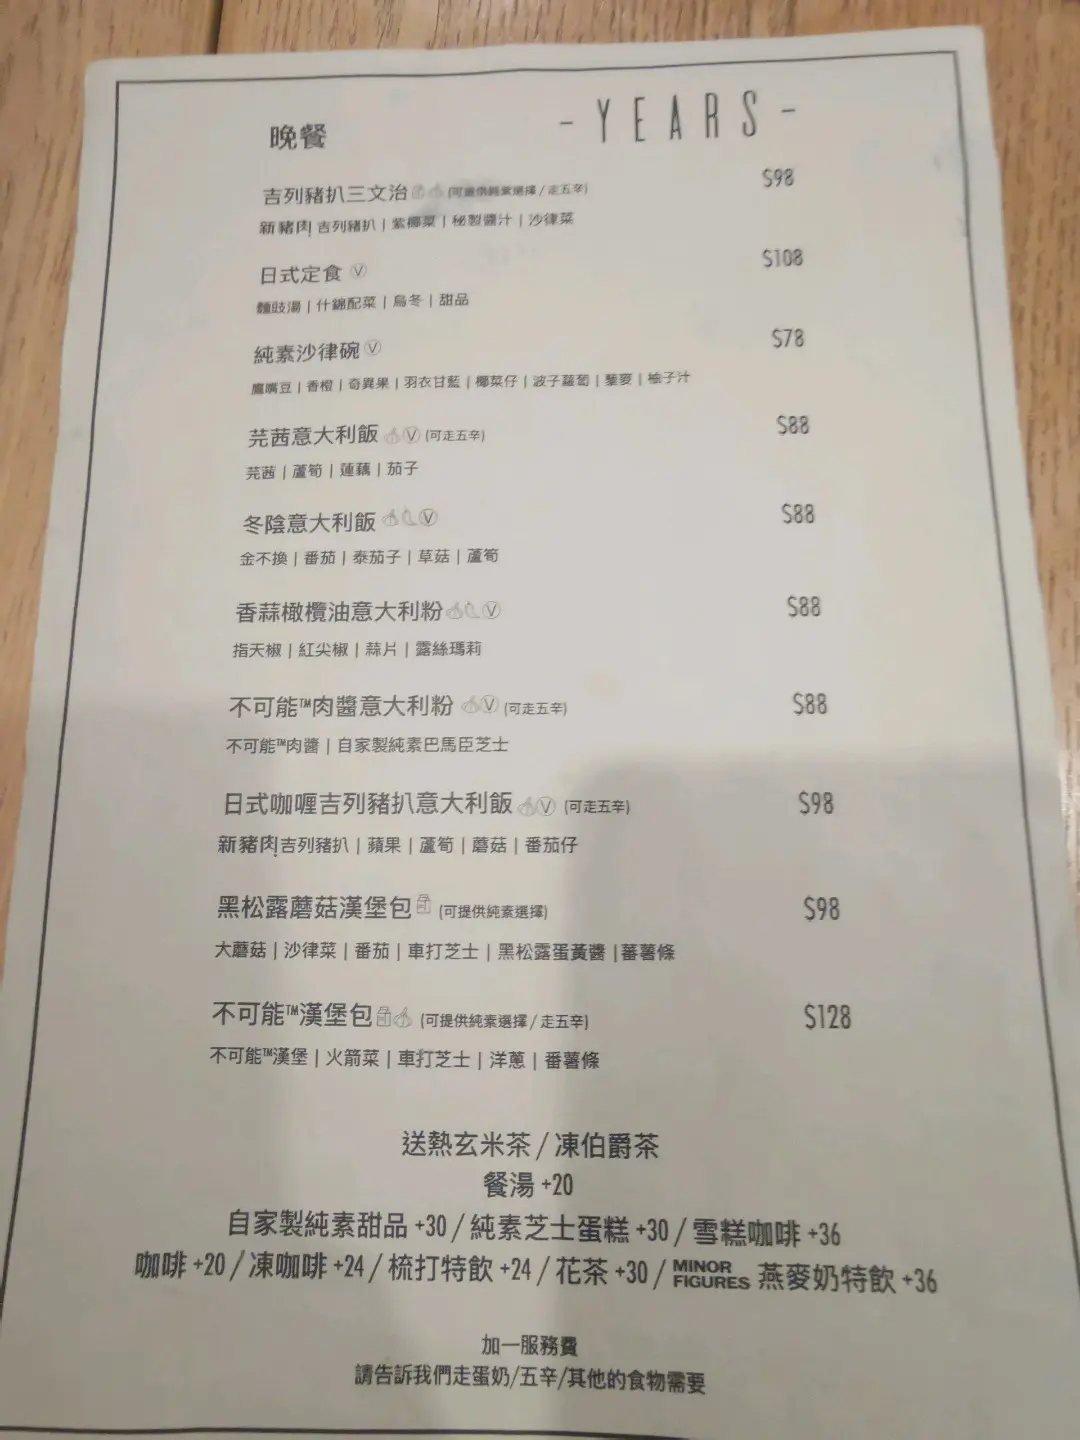 晚餐
- YEARS -
吉列豬扒三文治 (可提供純素選擇 / 走五辛) $98
新豬肉 吉列豬扒 | 紫椰菜 | 秘製醬汁 | 沙律菜
日式定食 Ⓥ $108
麵豉湯 | 什錦配菜 | 烏冬 | 甜品
純素沙律碗 Ⓥ $78
鷹嘴豆 | 香橙 | 奇異果 | 羽衣甘藍 | 椰菜仔 | 波子蘿蔔 | 藜麥 | 柚子汁
芫茜意大利飯 Ⓥ (可走五辛) $88
芫茜 | 蘆筍 | 蓮藕 | 茄子
冬陰意大利飯 Ⓥ $88
金不換 | 番茄 | 泰茄子 | 草菇 | 蘆筍
香蒜橄欖油意大利粉 Ⓥ $88
指天椒 | 紅尖椒 | 蒜片 | 露絲瑪莉
不可能™肉醬意大利粉 Ⓥ (可走五辛) $88
不可能™肉醬 | 自家製純素巴馬臣芝士
日式咖喱吉列豬扒意大利飯 Ⓥ (可走五辛) $98
新豬肉吉列豬扒 | 蘋果 | 蘆筍 | 蘑菇 | 番茄仔
黑松露蘑菇漢堡包 (可提供純素選擇) $98
大蘑菇 | 沙律菜 | 番茄 | 車打芝士 | 黑松露蛋黃醬 | 蕃薯條
不可能™漢堡包 (可提供純素選擇 / 走五辛) $128
不可能™漢堡 | 火箭菜 | 車打芝士 | 洋蔥 | 番薯條
送熱玄米茶 / 凍伯爵茶
餐湯 +20
自家製純素甜品 +30 / 純素芝士蛋糕 +30 / 雪糕咖啡 +36
咖啡 +20 / 凍咖啡 +24 / 梳打特飲 +24 / 花茶 +30 / MINOR FIGURES 燕麥奶特飲 +36
加一服務費
請告訴我們走蛋奶/五辛/其他的食物需要